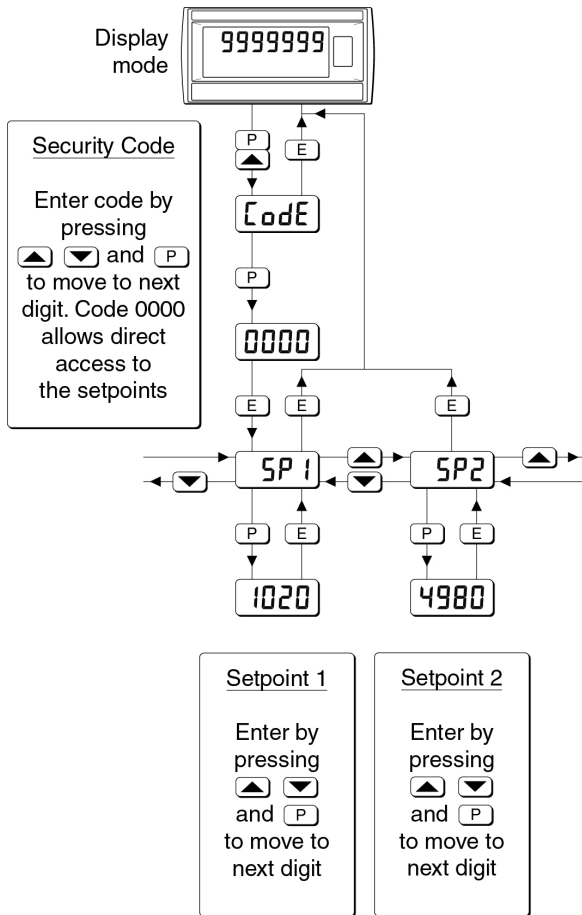 Display
mode
9999999
P
E
Security Code
Enter code by
pressing
and P
to move to next
digit. Code 0000
allows direct
access to
the setpoints
CodE
P
0000
E
E
E
SP1
SP2
P
E
P
E
1020
4980
Setpoint 1
Enter by
pressing
and P
to move to
next digit
Setpoint 2
Enter by
pressing
and P
to move to
next digit